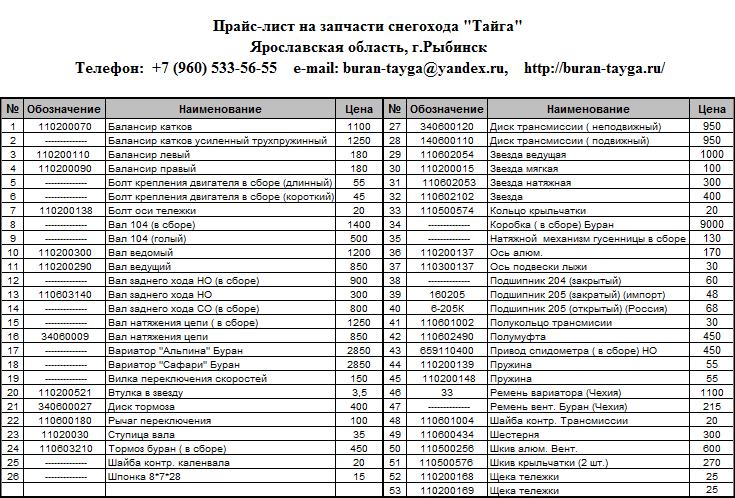 Прайс-лист на запчасти снегохода "Тайга"
Ярославская область, г.Рыбинск
Телефон: +7 (960) 533-56-55 e-mail: buran-tayga@yandex.ru, http://buran-tayga.ru/
№ Обозначение Наименование Цена № Обозначение Наименование Цена
1 110200070 Балансир катков 1100 27 340600120 Диск трансмиссии ( неподвижный) 950
2 -------------- Балансир катков усиленный трухпружинный 1250 28 140600110 Диск трансмиссии ( подвижный) 950
3 110200110 Балансир левый 180 29 110602054 Звезда ведущая 1000
4 110200090 Балансир правый 180 30 110200015 Звезда мягкая 100
5 -------------- Болт крепления двигателя в сборе (длинный) 55 31 110602053 Звезда натяжная 300
6 -------------- Болт крепления двигателя в сборе (короткий) 45 32 110602102 Звезда 400
7 110200138 Болт оси тележки 20 33 110500574 Кольцо крыльчатки 20
8 -------------- Вал 104 (в сборе) 1400 34 -------------- Коробка ( в сборе) Буран 9000
9 -------------- Вал 104 (голый) 500 35 -------------- Натяжной механизм гусенницы в сборе 130
10 110200300 Вал ведомый 1200 36 110200137 Ось алюм. 170
11 110200290 Вал ведущий 850 37 110300137 Ось подвески лыжи 30
12 -------------- Вал заднего хода НО (в сборе) 900 38 -------------- Подшипник 204 (закрытый) 60
13 110603140 Вал заднего хода НО 300 39 160205 Подшипник 205 (закратый) (импорт) 48
14 -------------- Вал заднего хода СО (в сборе) 800 40 6-205К Подшипник 205 (открытый) (Россия) 68
15 -------------- Вал натяжения цепи ( в сборе) 1250 41 110601002 Полукольцо трансмисии 30
16 34060009 Вал натяжения цепи 850 42 110602490 Полумуфта 450
17 -------------- Вариатор "Альпина" Буран 2850 43 659110400 Привод спидометра ( в сборе) НО 450
18 -------------- Вариатор "Сафари" Буран 2850 44 110200139 Пружина 55
19 -------------- Вилка переключения скоростей 150 45 110200148 Пружина 55
20 110200521 Втулка в звезду 3,5 46 33 Ремень вариатора (Чехия) 1100
21 340600027 Диск тормоза 400 47 -------------- Ремень вент. Буран (Чехия) 215
22 110600180 Рычаг переключения 100 48 110601004 Шайба контр. Трансмиссии 20
23 11020030 Ступица вала 35 49 110600434 Шестерня 300
24 110603210 Тормоз буран ( в сборе) 450 50 110500256 Шкив алюм. Вент. 600
25 -------------- Шайба контр. каленвала 20 51 110500576 Шкив крыльчатки (2 шт.) 270
26 -------------- Шпонка 8*7*28 15 52 110200168 Щека тележки 25
53 110200169 Щека тележки 25